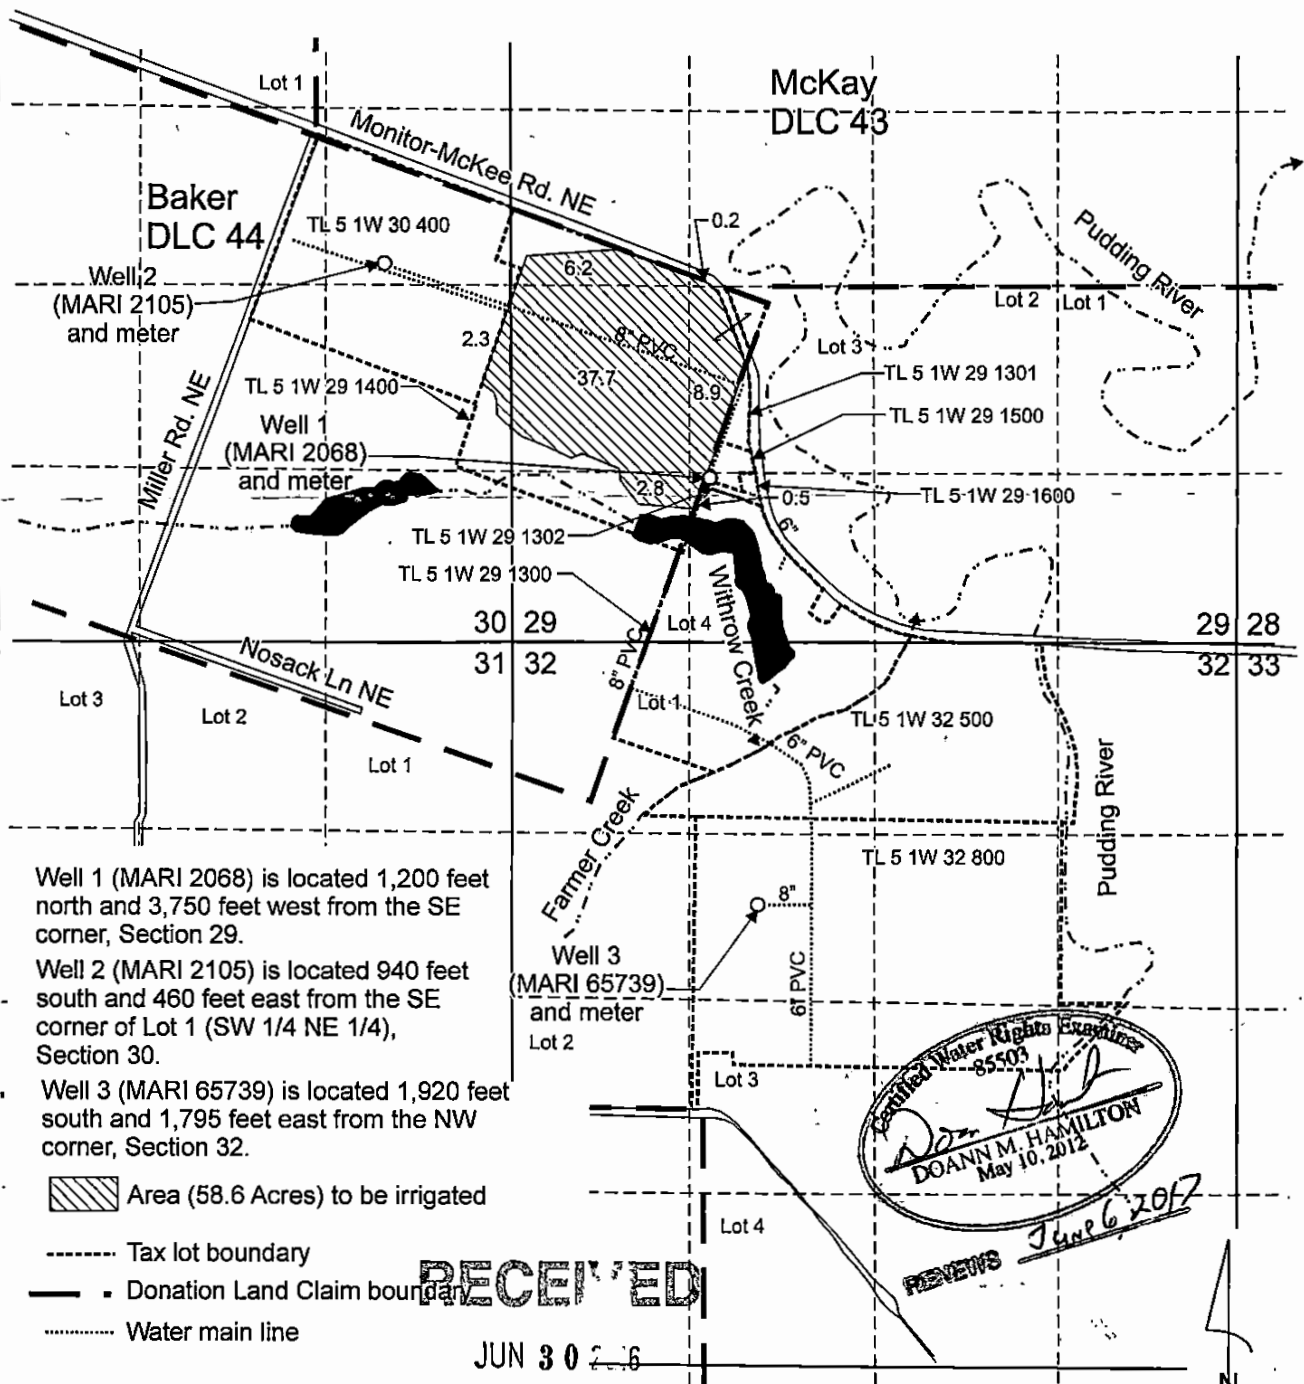 Lot 1
McKay
DLC 43
Monitor-McKee Rd. NE
Baker
DLC 44
TL 5 1W 30 400
0.2
Pudding River
Well 2
(MARI 2105)
and meter
6.2
Lot 2
Lot 1
2.3
8" PVC
Lot 3
TL 5 1W 29 1400
37.7
8.9
TL 5 1W 29 1301
Miller Rd. NE
Well 1
(MARI 2068)
and meter
TL 5 1W 29 1500
2.8
0.5
TL 5 1W 29 1600
6"
TL 5 1W 29 1302
TL 5 1W 29 1300
Withrow Creek
30 29
31 32
Lot 4
29 28
32 33
Nosack Ln NE
8" PVC
Lot 3
Lot 2
Lot 1
Lot 1
TL 5 1W 32 500
6" PVC
Farmer Creek
Pudding River
TL 5 1W 32 800
8"
Well 3
(MARI 65739)
and meter
6" PVC
Lot 2
Lot 3
Lot 4
Well 1 (MARI 2068) is located 1,200 feet
north and 3,750 feet west from the SE
corner, Section 29.
Well 2 (MARI 2105) is located 940 feet
south and 460 feet east from the SE
corner of Lot 1 (SW 1/4 NE 1/4),
Section 30.
Well 3 (MARI 65739) is located 1,920 feet
south and 1,795 feet east from the NW
corner, Section 32.
Area (58.6 Acres) to be irrigated
Tax lot boundary
Donation Land Claim boundary
Water main line
Certified Water Rights Examiner
85503
DOANN M. HAMILTON
May 10, 2012
RENEWS June 6 2017
RECEIVED
JUN 30
N